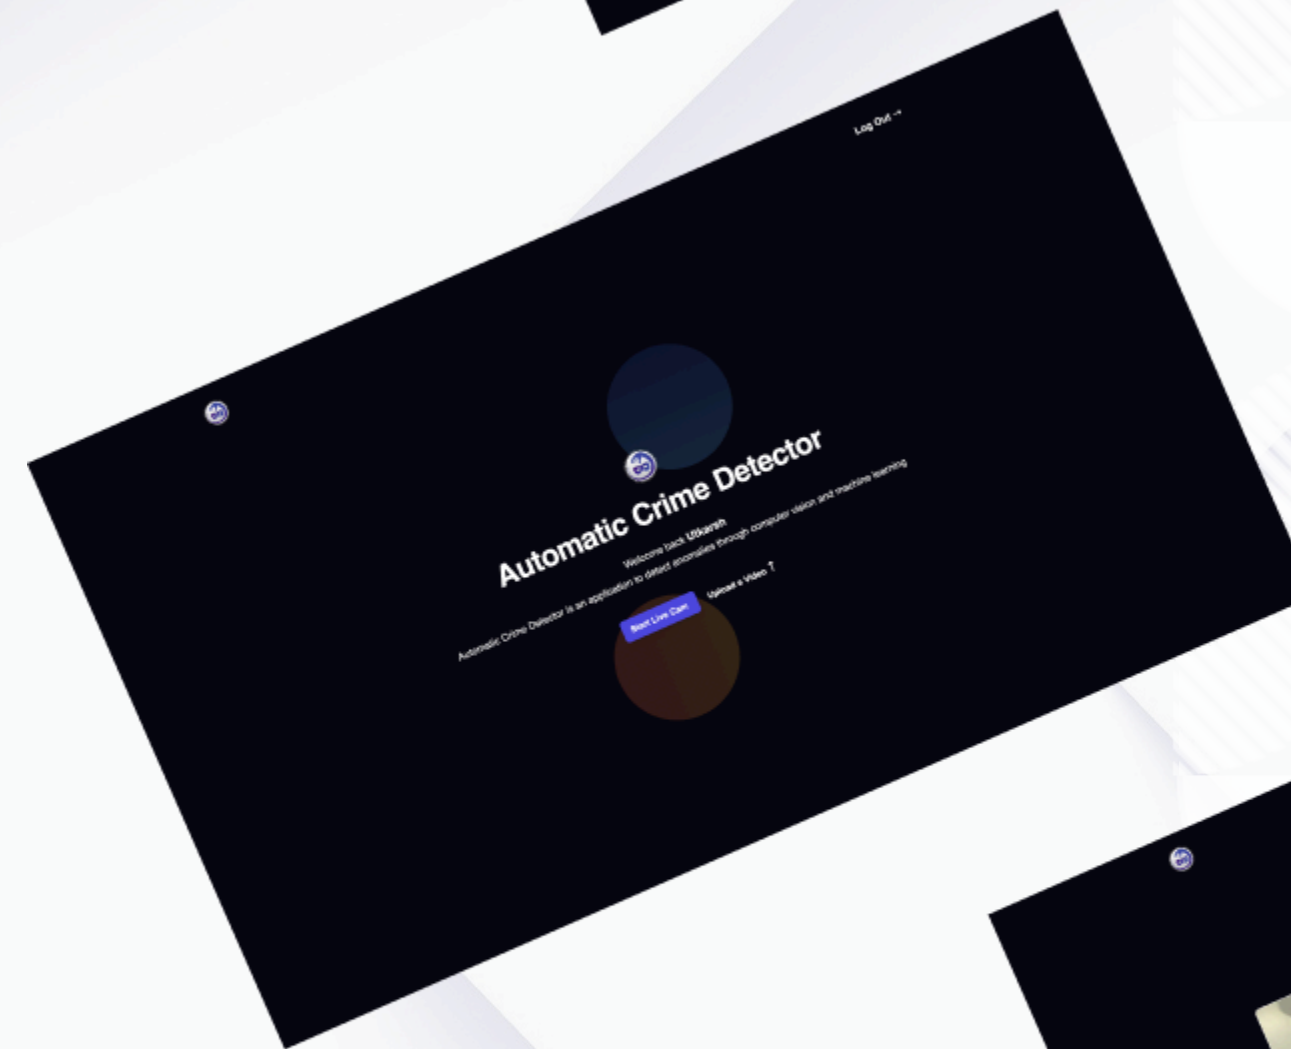 Log Out →
Automatic Crime Detector
Welcome back Utkarsh
Automatic Crime Detector is an application to detect anomalies through computer vision and machine learning
Start Live Cam
Upload a Video ↑